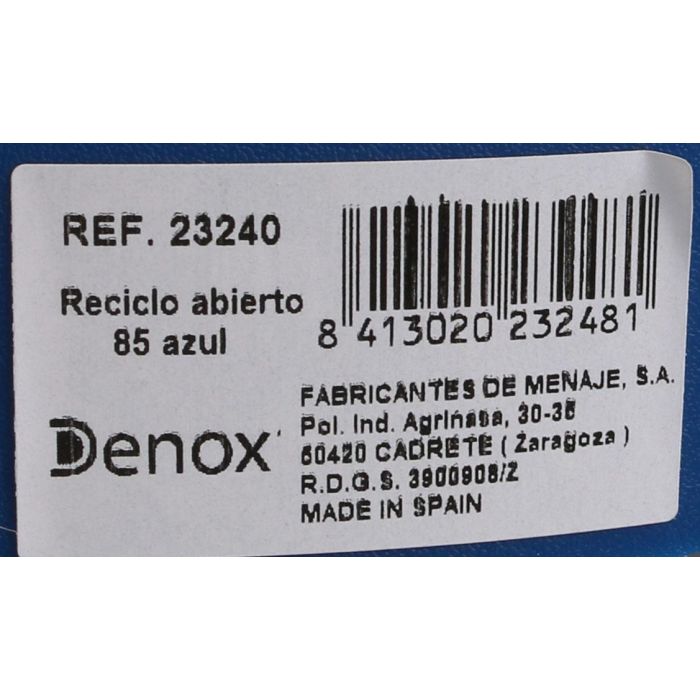 REF. 23240
Reciclo abierto
85 azul
Denox
8 413020 232481
FABRICANTES DE MENAJE, S.A.
Pol. Ind. Agrinasa, 30-36
50420 CADRETE ( Zaragoza )
R.D.G.S. 3900908/Z
MADE IN SPAIN